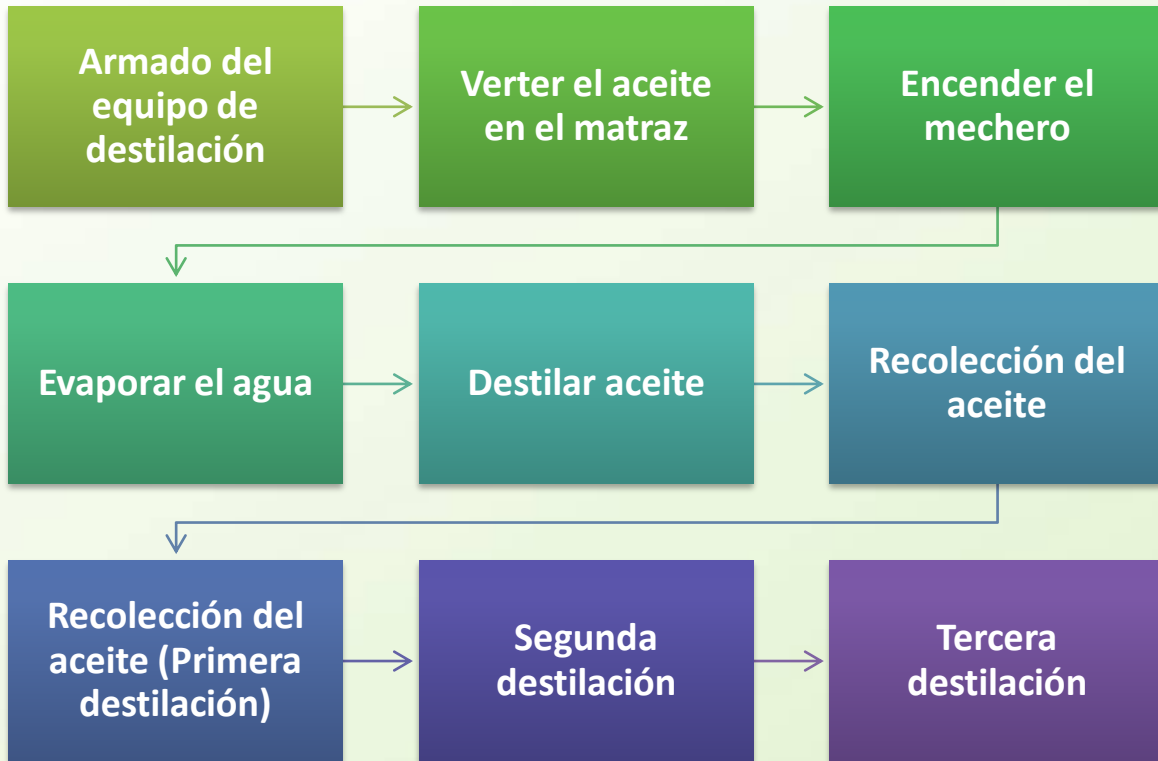 Armado del
equipo de
destilación
Verter el aceite
en el matraz
Encender el
mechero
Evaporar el agua
Destilar aceite
Recolección del
aceite
Recolección del
aceite (Primera
destilación)
Segunda
destilación
Tercera
destilación